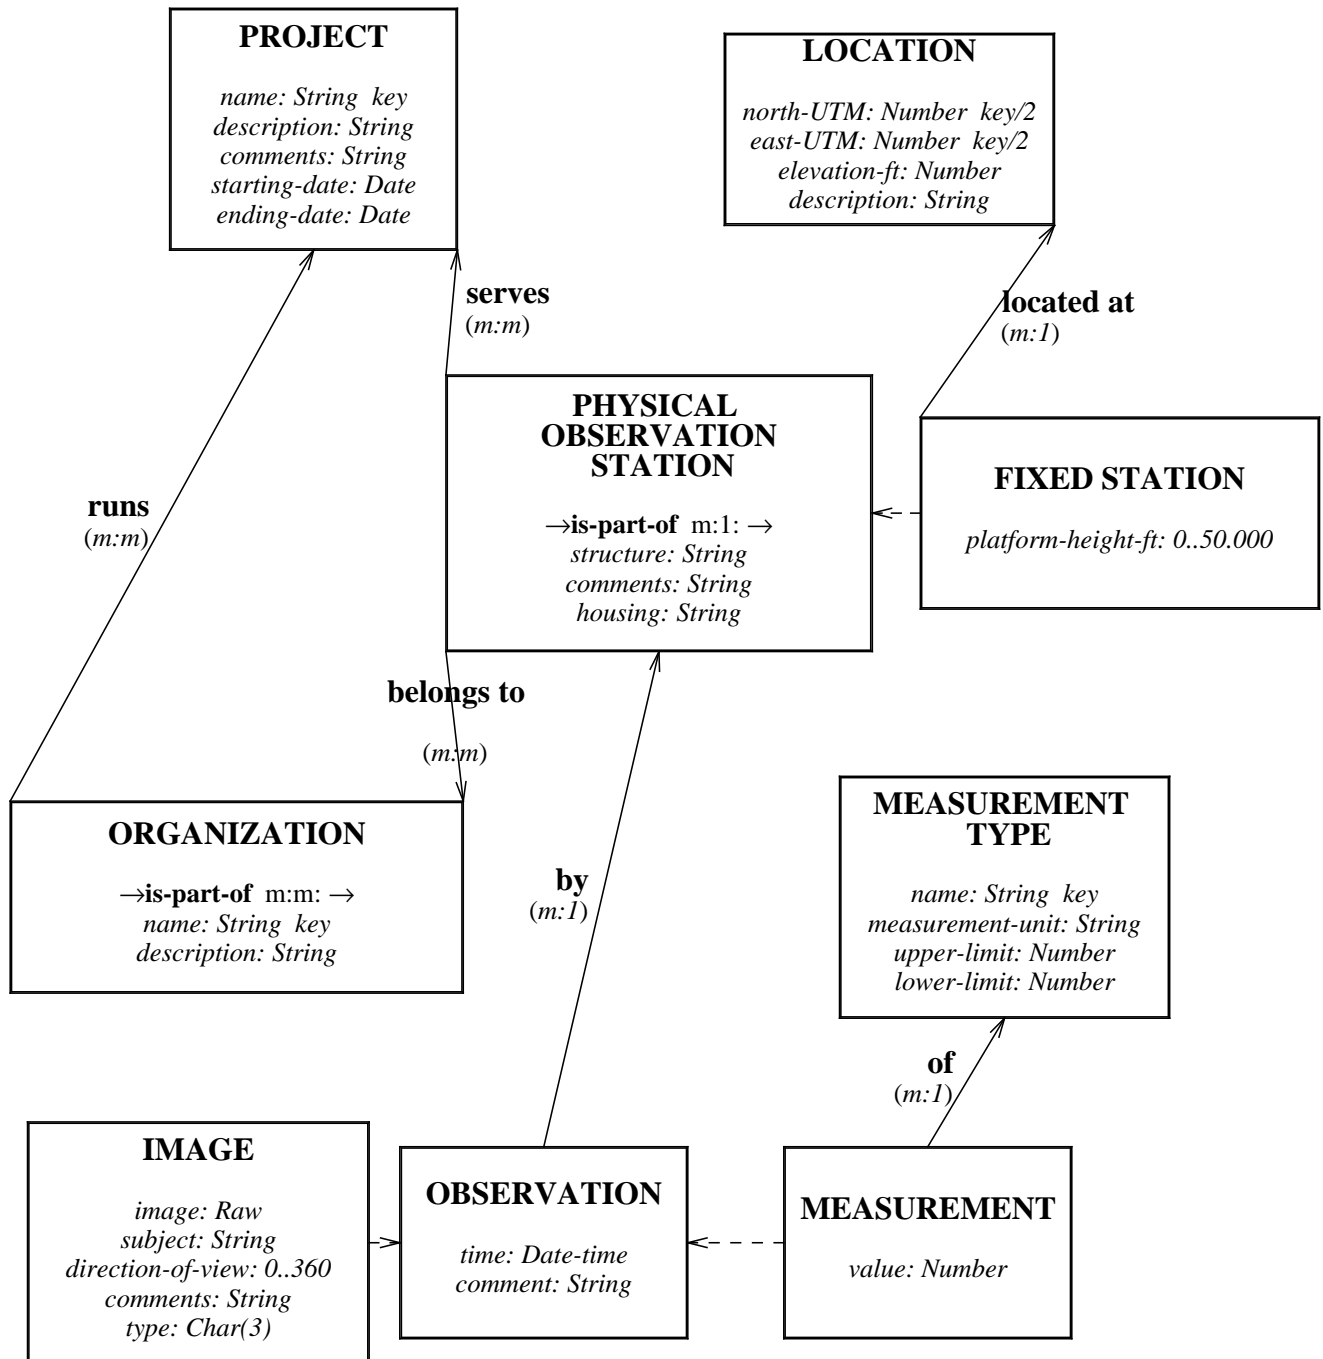 PROJECT
name: String key
description: String
comments: String
starting-date: Date
ending-date: Date
LOCATION
north-UTM: Number key/2
east-UTM: Number key/2
elevation-ft: Number
description: String
serves
(m:m)
located at
(m:1)
PHYSICAL
OBSERVATION
STATION
→is-part-of m:1: →
structure: String
comments: String
housing: String
FIXED STATION
platform-height-ft: 0..50.000
runs
(m:m)
belongs to
(m:m)
ORGANIZATION
→is-part-of m:m: →
name: String key
description: String
by
(m:1)
MEASUREMENT
TYPE
name: String key
measurement-unit: String
upper-limit: Number
lower-limit: Number
of
(m:1)
IMAGE
image: Raw
subject: String
direction-of-view: 0..360
comments: String
type: Char(3)
OBSERVATION
time: Date-time
comment: String
MEASUREMENT
value: Number